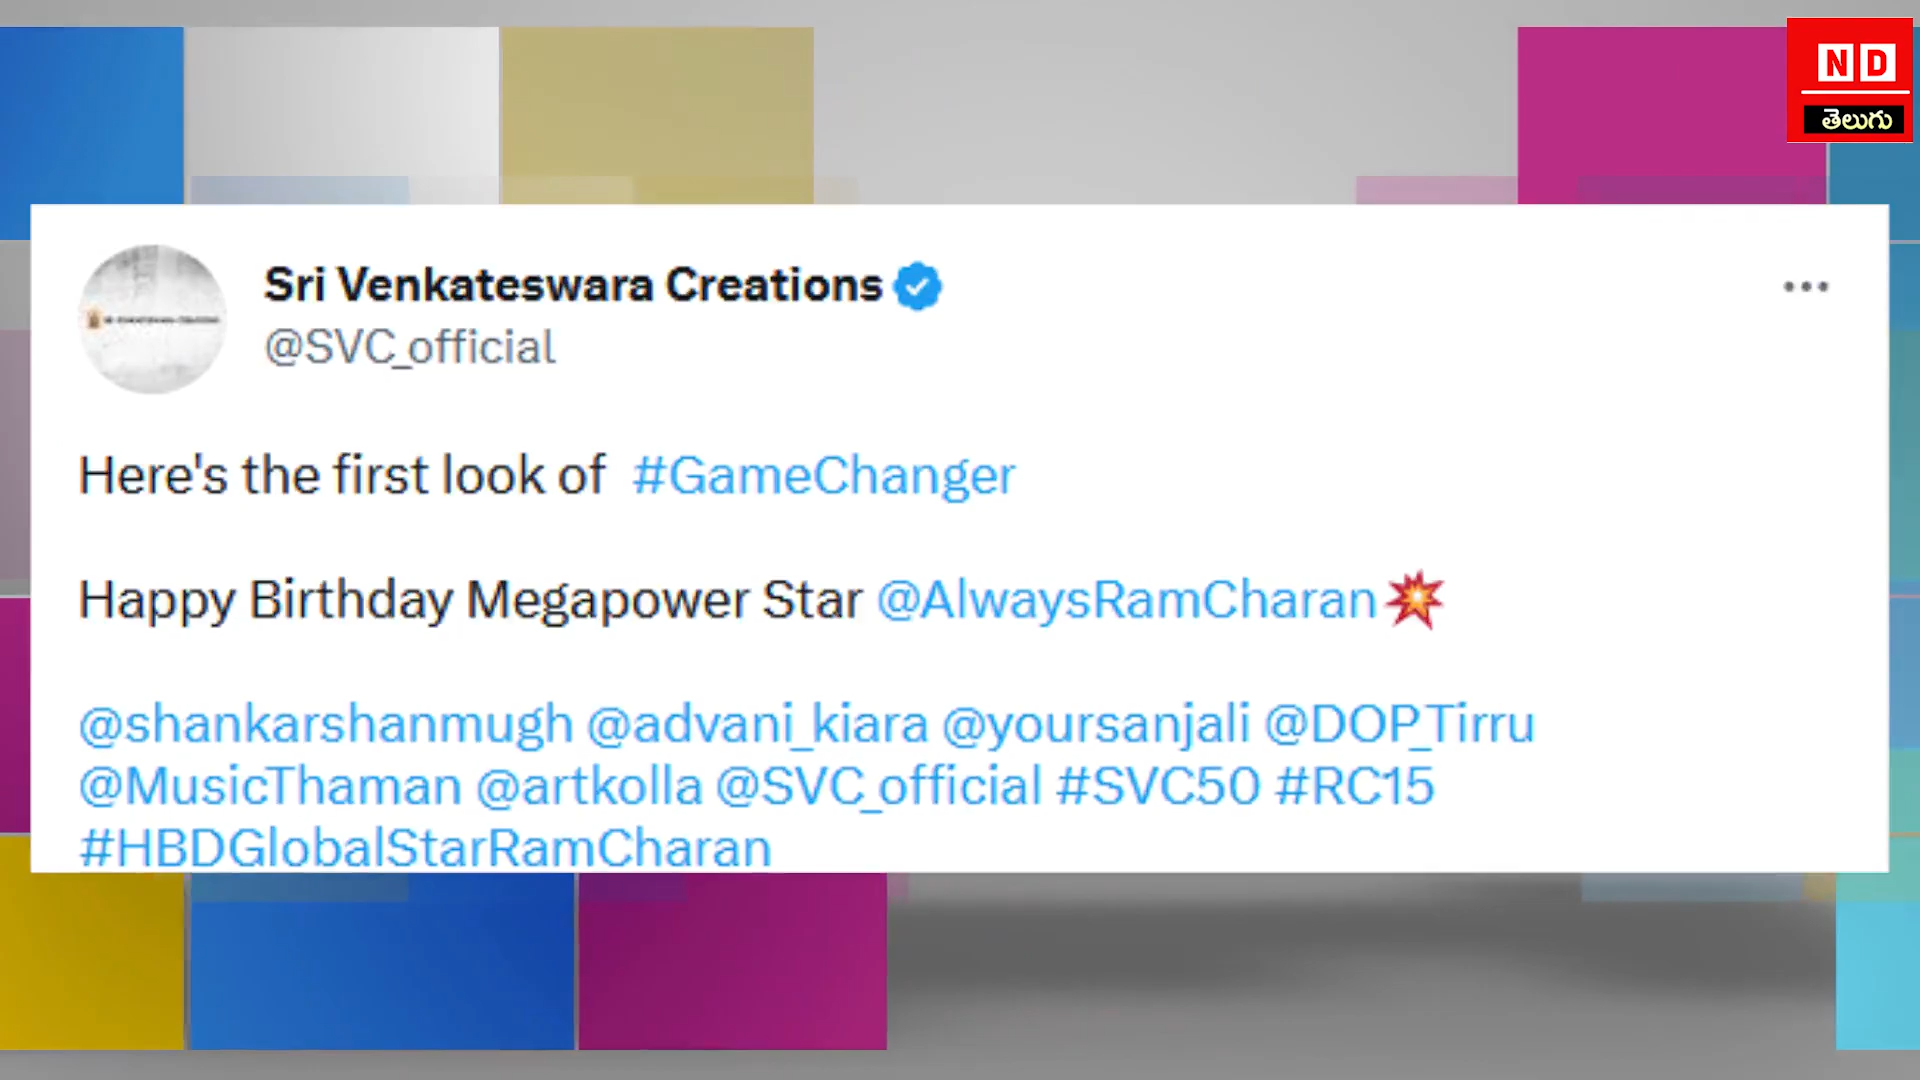 ND
తెలుగు
Sri Venkateswara Creations
@SVC_official
Here's the first look of #GameChanger
Happy Birthday Megapower Star @AlwaysRamCharan💥
@shankarshanmugh @advani_kiara @yoursanjali @DOP_Tirru
@MusicThaman @artkolla @SVC_official #SVC50 #RC15
#HBDGlobalStarRamCharan